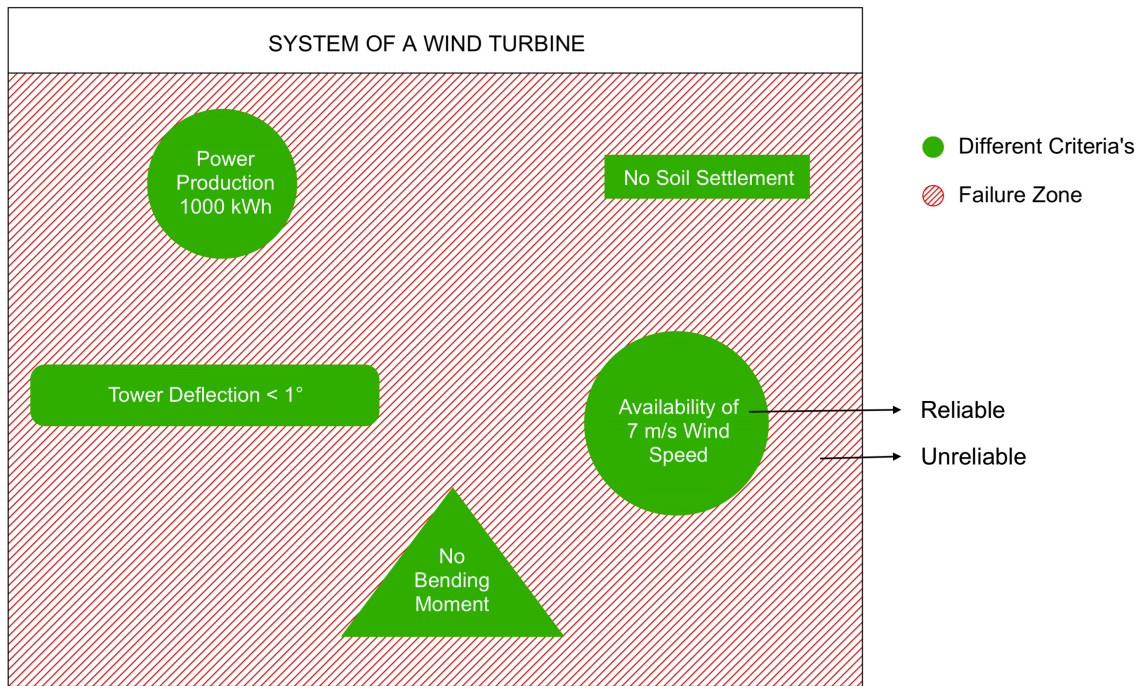 SYSTEM OF A WIND TURBINE
Power
Production
1000 kWh
No Soil Settlement
Different Criteria's
Failure Zone
Tower Deflection < 1°
Availability of
7 m/s Wind
Speed
Reliable
Unreliable
No
Bending
Moment